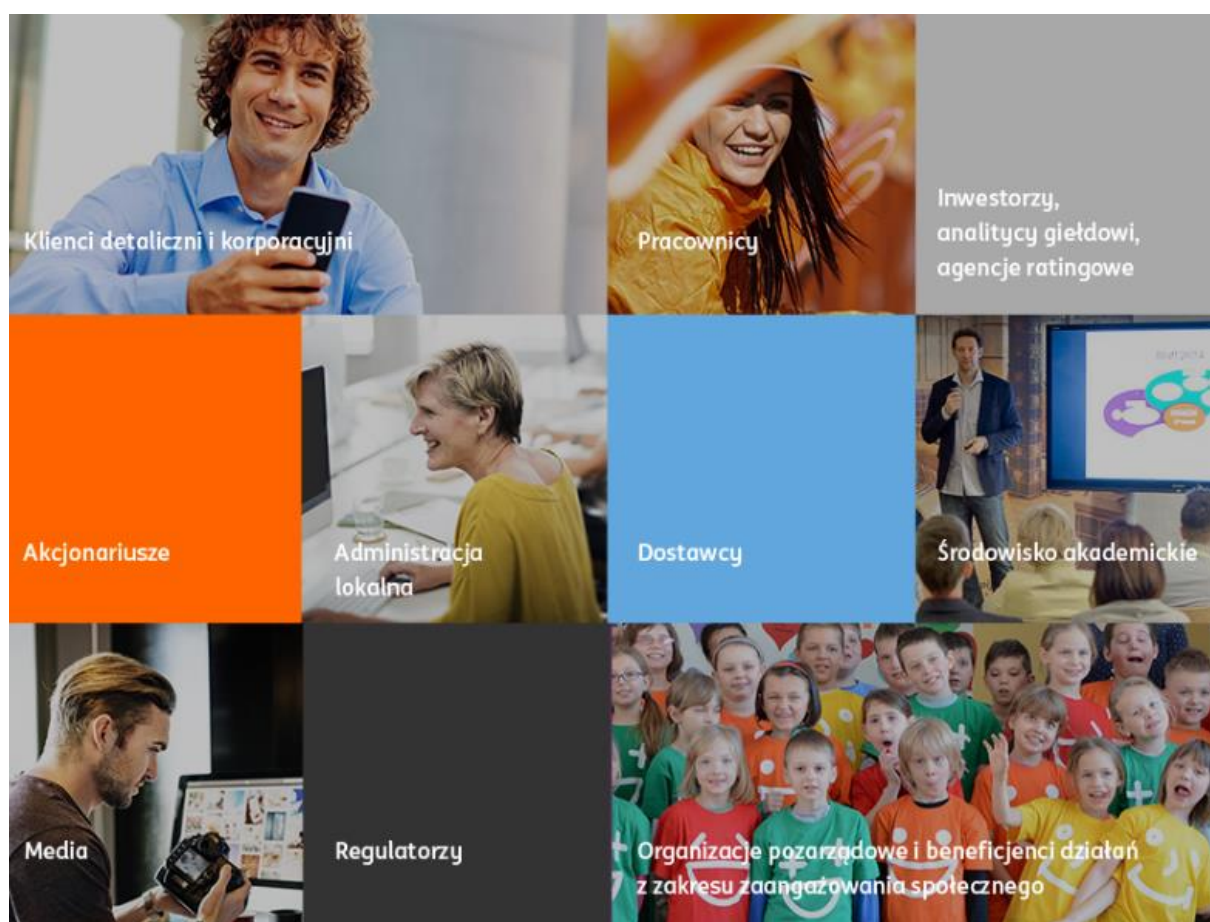 Klienci detaliczni i korporacyjni
Pracownicy
Inwestorzy,
analitycy giełdowi,
agencje ratingowe
Akcjonariusze
Administracja
lokalna
Dostawcy
Środowisko akademickie
Media
Regulatorzy
Organizacje pozarządowe i beneficjenci działań
z zakresu zaangażowania społecznego